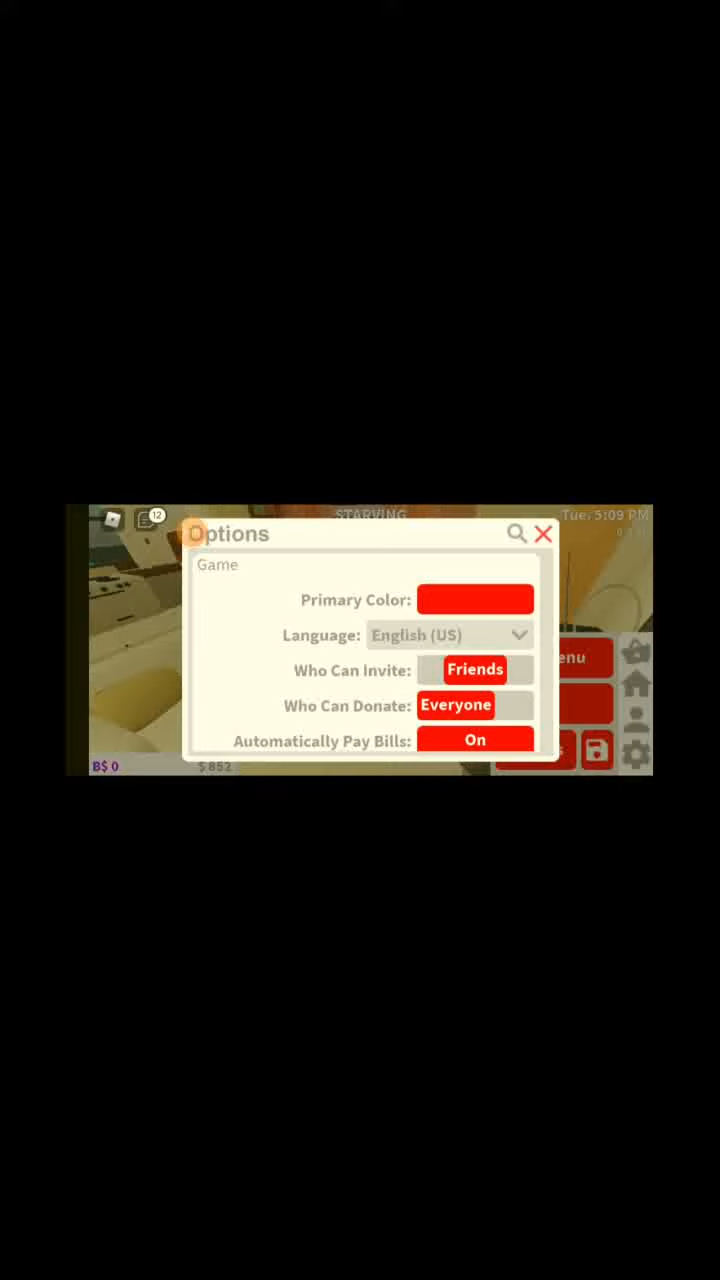 12
STARVING
Tue. 5:09 PM
Options
Game
Primary Color:
Language: English (US)
Who Can Invite: Friends
Who Can Donate: Everyone
Automatically Pay Bills: On
enu
s
B$ 0
$ 852